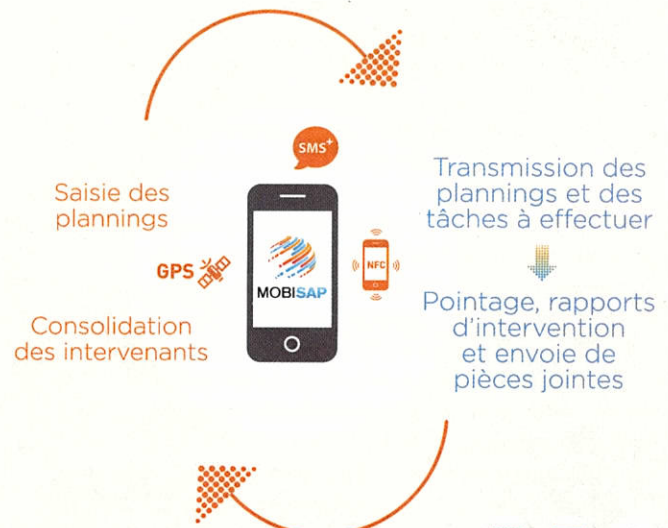 SMS+
Saisie des
plannings
GPS
Consolidation
des intervenants
MOBISAP
NFC
Transmission des
plannings et des
tâches à effectuer
Pointage, rapports
d'intervention
et envoie de
pièces jointes